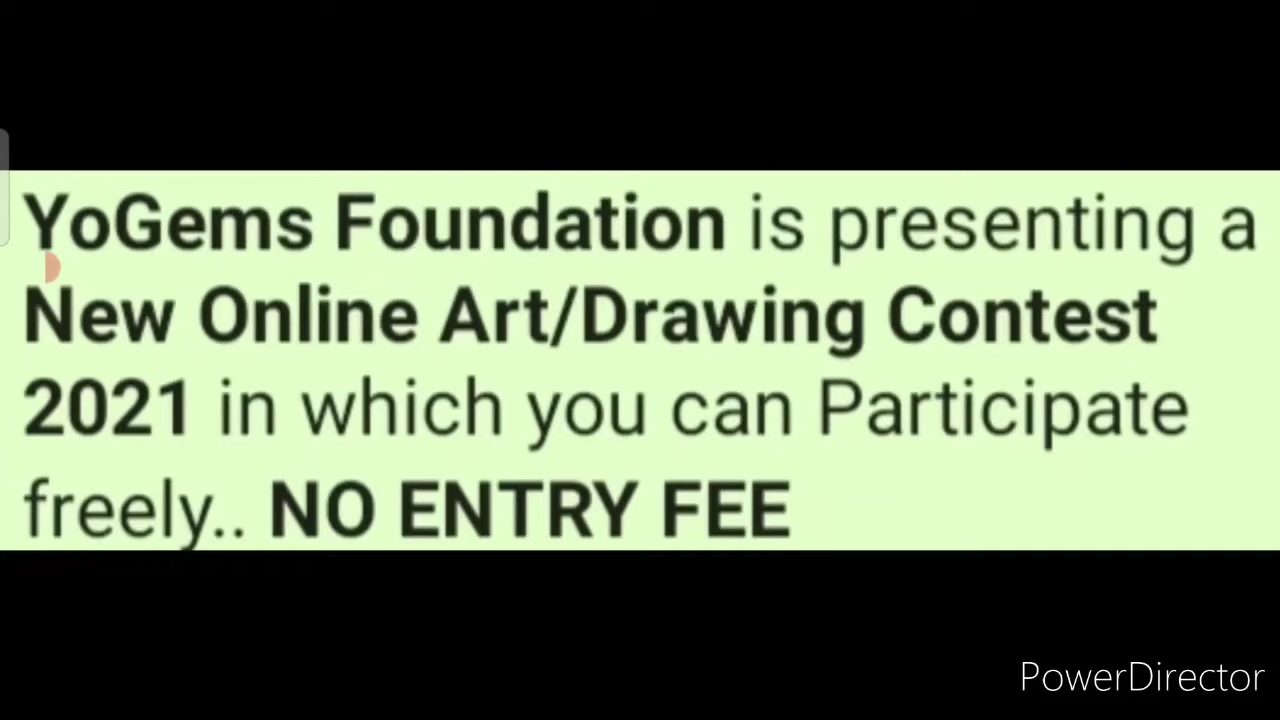 YoGems Foundation is presenting a
New Online Art/Drawing Contest
2021 in which you can Participate
freely.. NO ENTRY FEE
PowerDirector